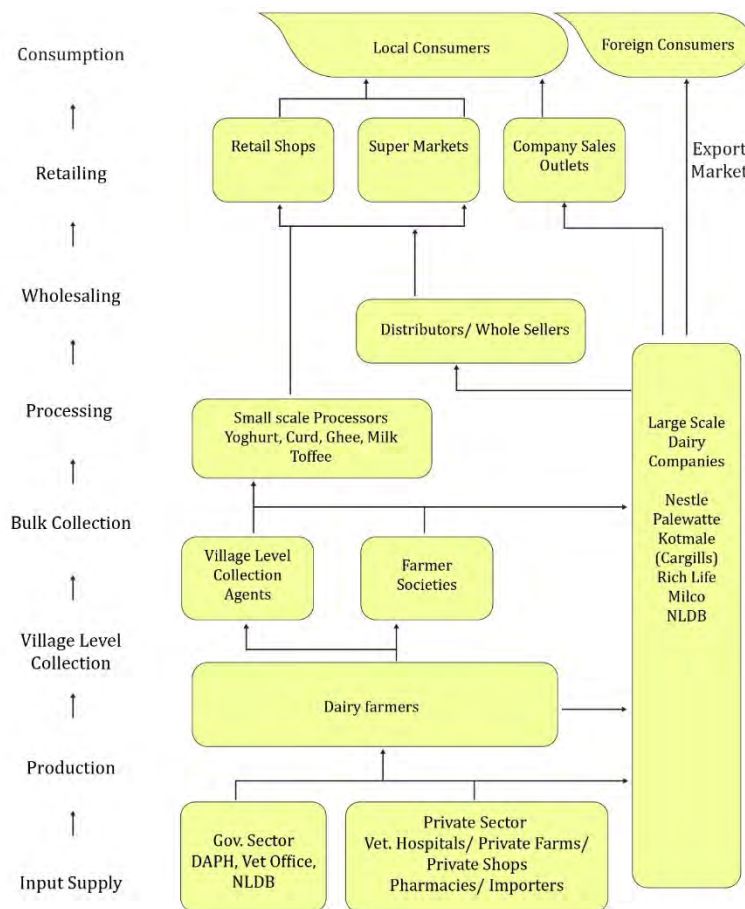 Consumption
Local Consumers
Foreign Consumers
Retailing
Retail Shops
Super Markets
Company Sales
Outlets
Export
Market
Wholesaling
Distributors/ Whole Sellers
Processing
Small scale Processors
Yoghurt, Curd, Ghee, Milk
Toffee
Large Scale
Dairy
Companies
Nestle
Palewatte
Kotmale
(Cargills)
Rich Life
Milco
NLDB
Bulk Collection
Village Level
Collection
Agents
Farmer
Societies
Village Level
Collection
Dairy farmers
Production
Gov. Sector
DAPH, Vet Office,
NLDB
Private Sector
Vet. Hospitals/ Private Farms/
Private Shops
Pharmacies/ Importers
Input Supply